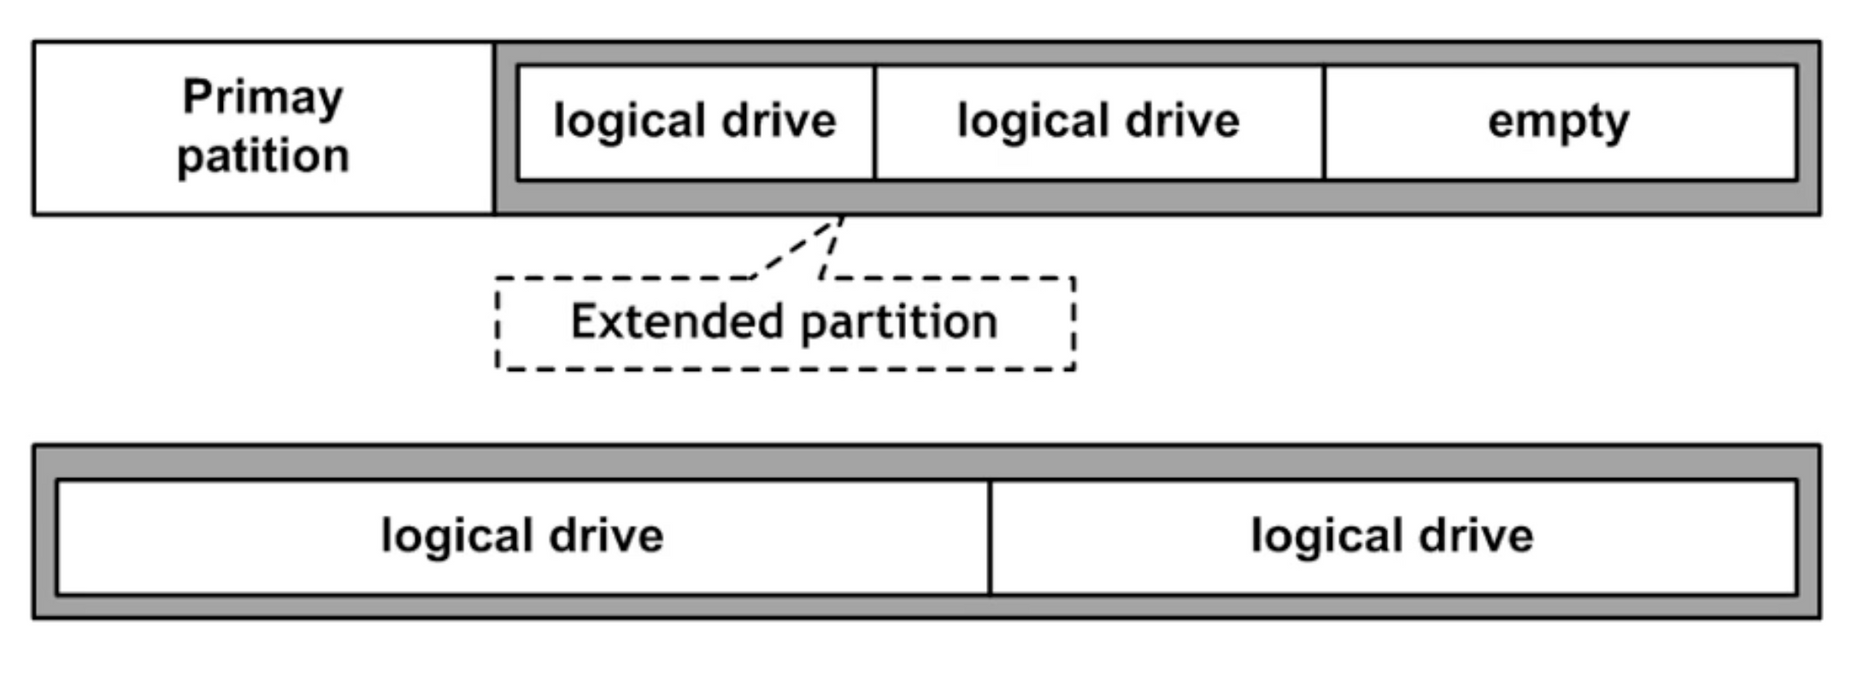 Primay
patition
logical drive
logical drive
empty
Extended partition
logical drive
logical drive